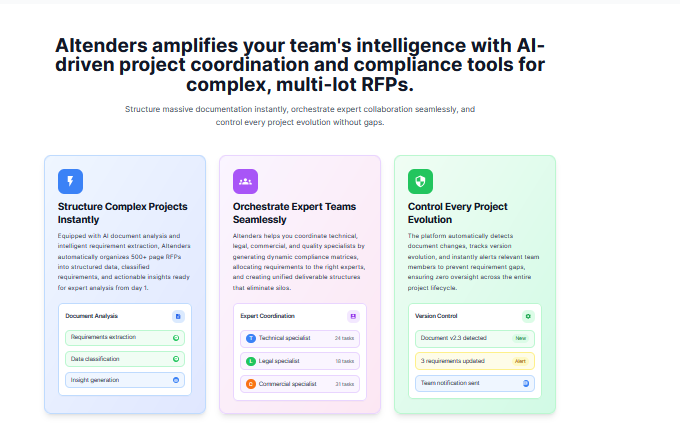 AItenders amplifies your team's intelligence with AI-
driven project coordination and compliance tools for
complex, multi-lot RFPs.
Structure massive documentation instantly, orchestrate expert collaboration seamlessly, and
control every project evolution without gaps.
Structure Complex Projects
Instantly
Equipped with AI document analysis and
intelligent requirement extraction, AItenders
automatically organizes 500+ page RFPs
into structured data, classified
requirements, and actionable insights ready
for expert analysis from day 1.
Document Analysis
Requirements extraction
Data classification
Insight generation
Orchestrate Expert Teams
Seamlessly
AItenders helps you coordinate technical,
legal, commercial, and quality specialists by
generating dynamic compliance matrices,
allocating requirements to the right experts,
and creating unified deliverable structures
that eliminate silos.
Expert Coordination
T Technical specialist 24 tasks
L Legal specialist 18 tasks
C Commercial specialist 31 tasks
Control Every Project
Evolution
The platform automatically detects
document changes, tracks version
evolution, and instantly alerts relevant team
members to prevent requirement gaps,
ensuring zero oversight across the entire
project lifecycle.
Version Control
Document v2.3 detected New
3 requirements updated Alert
Team notification sent